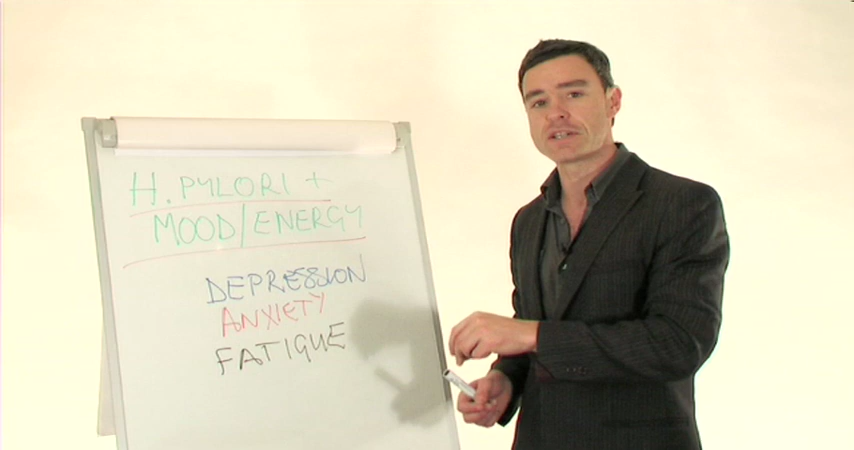 H. PYLORI +
MOOD/ENERGY
DEPRESSION
ANXIETY
FATIGUE